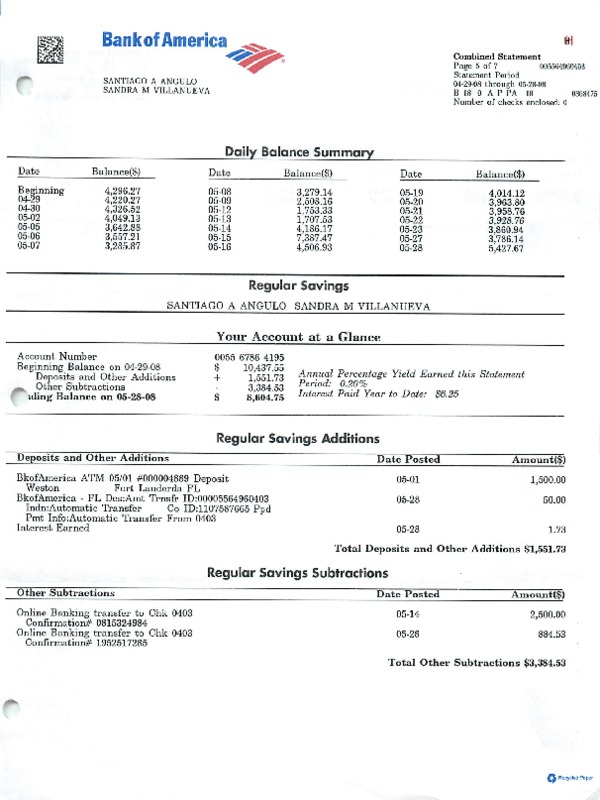 Bank of America
Combined Statement
Page 5 of 7 005564960403
Statement Period
04-29-08 through 05-28-08
B 18 0 A P PA 18 0368475
Number of checks enclosed: 0
SANTIAGO A ANGULO
SANDRA M VILLANUEVA
Daily Balance Summary
Date Balance($) Date Balance($) Date Balance($)
Beginning 4,296.27 05-08 3,279.14 05-19 4,014.12
04-29 4,220.27 05-09 2,508.16 05-20 3,963.80
04-30 4,326.52 05-12 1,753.33 05-21 3,958.76
05-02 4,049.13 05-13 1,707.53 05-22 3,928.76
05-05 3,642.88 05-14 4,186.17 05-23 3,860.94
05-06 3,557.21 05-15 7,387.47 05-27 3,786.14
05-07 3,285.87 05-16 4,506.93 05-28 5,427.67
Regular Savings
SANTIAGO A ANGULO SANDRA M VILLANUEVA
Your Account at a Glance
Account Number 0055 6786 4195
Beginning Balance on 04-29-08 $ 10,437.55
Deposits and Other Additions + 1,551.73
Other Subtractions - 3,384.53
ding Balance on 05-28-08 $ 8,604.75
Annual Percentage Yield Earned this Statement
Period: 0.20%
Interest Paid Year to Date: $6.25
Regular Savings Additions
Deposits and Other Additions Date Posted Amount($)
BkofAmerica ATM 05/01 #000004889 Deposit 05-01 1,500.00
Weston Fort Lauderda FL
BkofAmerica - FL Des:Amt Trnsfr ID:00005564960403 05-28 50.00
Indn:Automatic Transfer Co ID:1107587665 Ppd
Pmt Info:Automatic Transfer From 0403
Interest Earned 05-28 1.73
Total Deposits and Other Additions $1,551.73
Regular Savings Subtractions
Other Subtractions Date Posted Amount($)
Online Banking transfer to Chk 0403 05-14 2,500.00
Confirmation# 0815324984
Online Banking transfer to Chk 0403 05-28 884.53
Confirmation# 1952517285
Total Other Subtractions $3,384.53
Recycled Paper